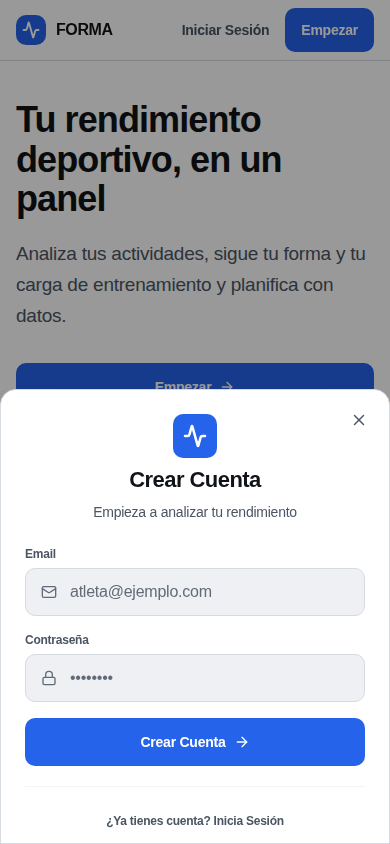 FORMA
Iniciar Sesión
Empezar
Tu rendimiento
deportivo, en un
panel
Analiza tus actividades, sigue tu forma y tu
carga de entrenamiento y planifica con
datos.
Empezar →
Crear Cuenta
Empieza a analizar tu rendimiento
Email
atleta@ejemplo.com
Contraseña
••••••••
Crear Cuenta →
¿Ya tienes cuenta? Inicia Sesión